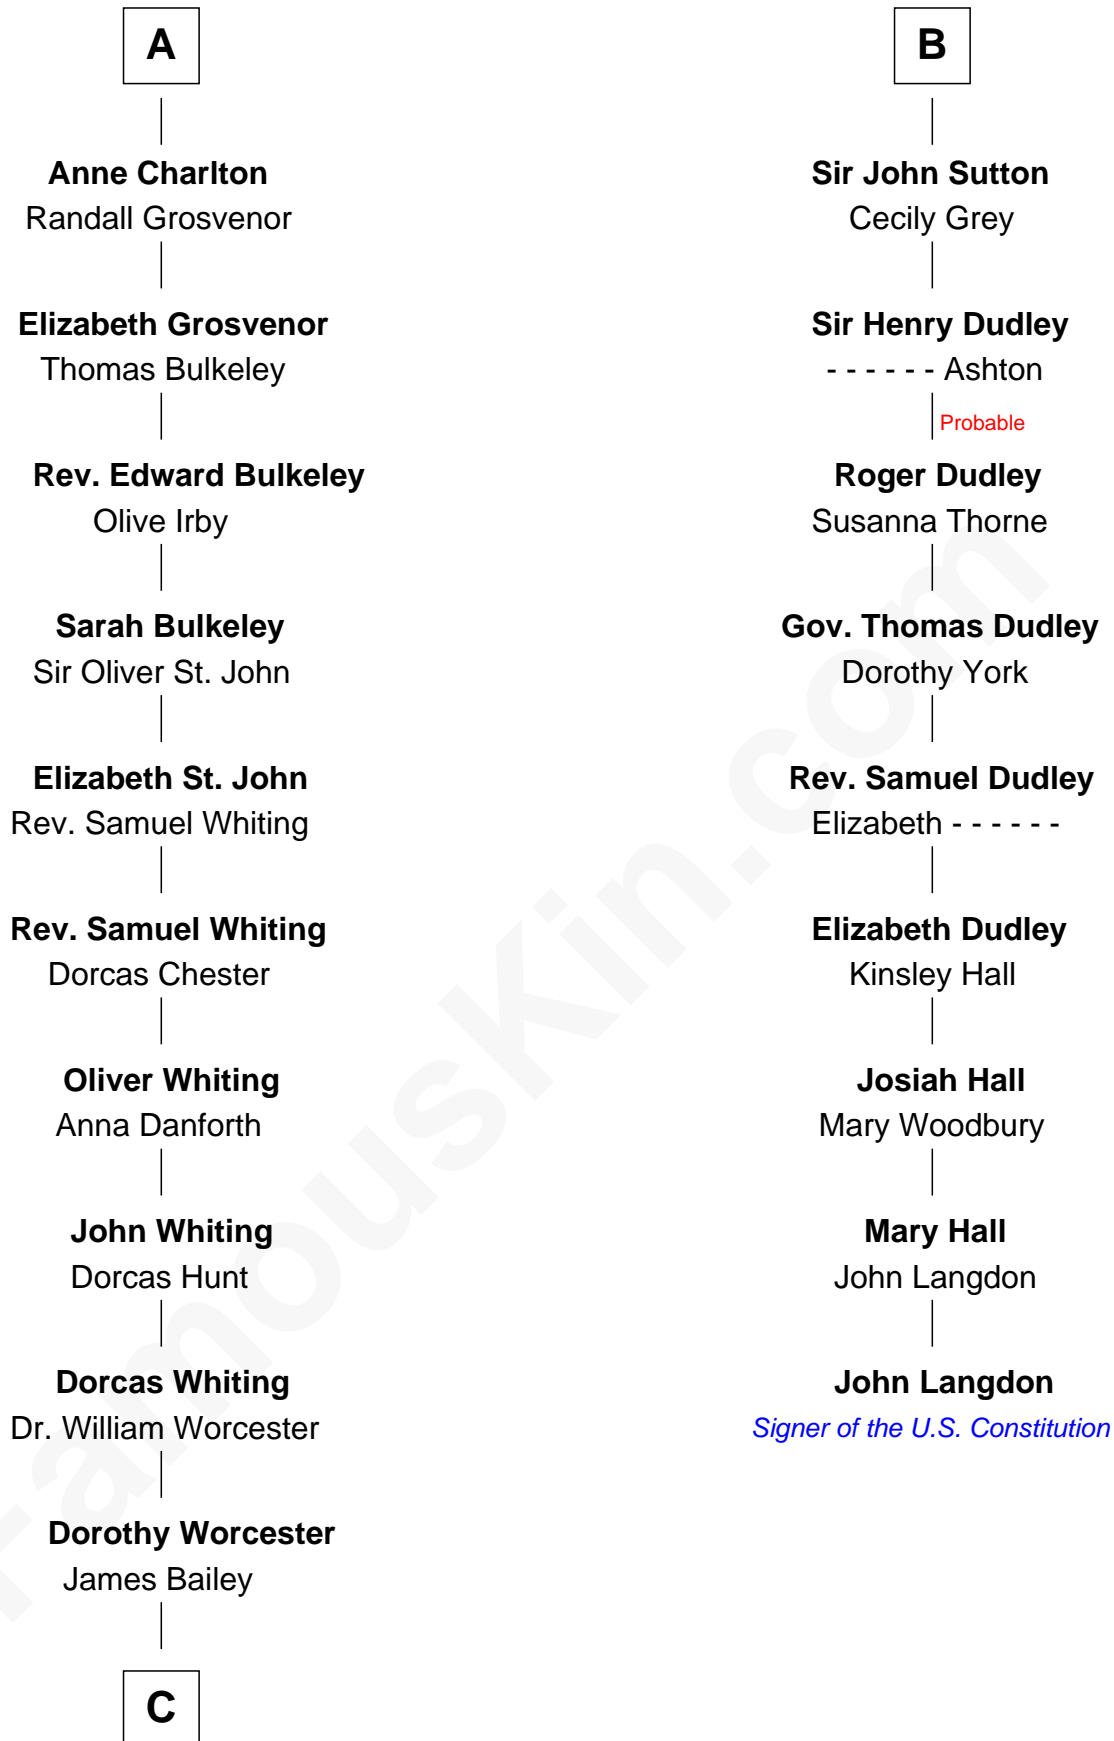 A
Anne Charlton
Randall Grosvenor
Elizabeth Grosvenor
Thomas Bulkeley
Rev. Edward Bulkeley
Olive Irby
Sarah Bulkeley
Sir Oliver St. John
Elizabeth St. John
Rev. Samuel Whiting
Rev. Samuel Whiting
Dorcas Chester
Oliver Whiting
Anna Danforth
John Whiting
Dorcas Hunt
Dorcas Whiting
Dr. William Worcester
Dorothy Worcester
James Bailey
C
B
Sir John Sutton
Cecily Grey
Sir Henry Dudley
- - - - - - Ashton
Probable
Roger Dudley
Susanna Thorne
Gov. Thomas Dudley
Dorothy York
Rev. Samuel Dudley
Elizabeth - - - - - -
Elizabeth Dudley
Kinsley Hall
Josiah Hall
Mary Woodbury
Mary Hall
John Langdon
John Langdon
Signer of the U.S. Constitution
FamousKin.com